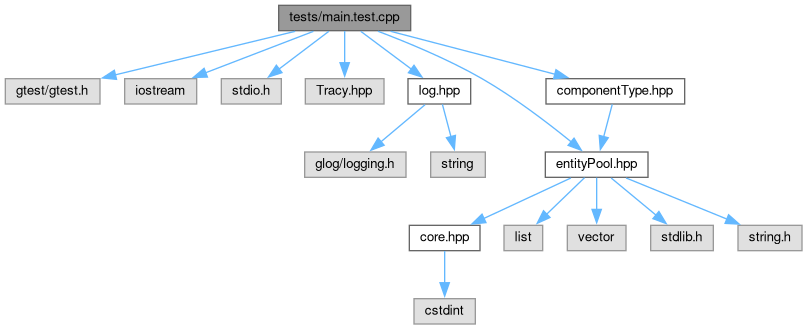 tests/main.test.cpp
gtest/gtest.h
iostream
stdio.h
Tracy.hpp
log.hpp
componentType.hpp
glog/logging.h
string
entityPool.hpp
core.hpp
list
vector
stdlib.h
string.h
cstdint